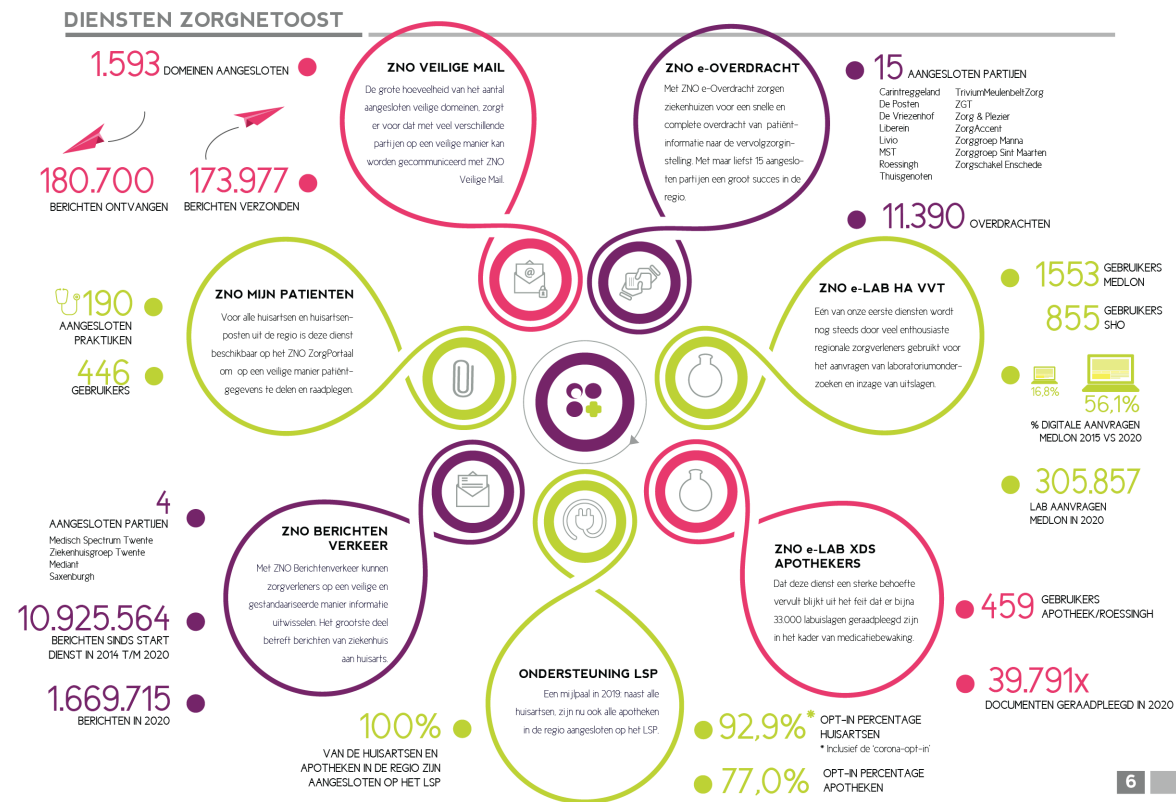 DIENSTEN ZORGNETOOST
1.593 DOMEINEN AANGESLOTEN
180.700
BERICHTEN ONTVANGEN
173.977
BERICHTEN VERZONDEN
ZNO VEILIGE MAIL
De grote hoeveelheid van het aantal
aangesloten veilige domeinen, zorgt
er voor dat met veel verschillende
partijen op een veilige manier kan
worden gecommuniceerd met ZNO
Veilige Mail.
ZNO e-OVERDRACHT
Met ZNO e-Overdracht zorgen
ziekenhuizen voor een snelle en
complete overdracht van patiënt-
informatie naar de vervolgzorgin-
stelling. Met maar liefst 15 aangeslo-
ten partijen een groot succes in de
regio.
15 AANGESLOTEN PARTIJEN
Carintreggeland
De Posten
De Vriezenhof
Liberein
Livio
MST
Roessingh
Thuisgenoten
TriviumMeulenbeltZorg
ZGT
Zorg & Plezier
ZorgAccent
Zorggroep Manna
Zorggroep Sint Maarten
Zorgschakel Enschede
11.390 OVERDRACHTEN
190
AANGESLOTEN
PRAKTIJKEN
446
GEBRUIKERS
ZNO MIJN PATIENTEN
Voor alle huisartsen en huisartsen-
posten uit de regio is deze dienst
beschikbaar op het ZNO ZorgPortaal
om op een veilige manier patiënt-
gegevens te delen en raadplegen.
ZNO e-LAB HA VVT
Eén van onze eerste diensten wordt
nog steeds door veel enthousiaste
regionale zorgverleners gebruikt voor
het aanvragen van laboratoriumonder-
zoeken en inzage van uitslagen.
1553 GEBRUIKERS
MEDLON
855 GEBRUIKERS
SHO
16,8%
56,1%
% DIGITALE AANVRAGEN
MEDLON 2015 VS 2020
305.857
LAB AANVRAGEN
MEDLON IN 2020
4
AANGESLOTEN PARTIJEN
Medisch Spectrum Twente
Ziekenhuisgroep Twente
Mediant
Saxenburgh
10.925.564
BERICHTEN SINDS START
DIENST IN 2014 T/M 2020
1.669.715
BERICHTEN IN 2020
ZNO BERICHTEN
VERKEER
Met ZNO Berichtenverkeer kunnen
zorgverleners op een veilige en
gestandaariseerde manier informatie
uitwisselen. Het grootste deel
betreft berichten van ziekenhuis
aan huisarts.
ZNO e-LAB XDS
APOTHEKERS
Dat deze dienst een sterke behoefte
vervult blijkt uit het feit dat er bijna
33.000 labuislagen geraadpleegd zijn
in het kader van medicatiebewaking.
459 GEBRUIKERS
APOTHEEK/ROESSINGH
39.791x
DOCUMENTEN GERAADPLEEGD IN 2020
ONDERSTEUNING LSP
Een mijlpaal in 2019: naast alle
huisartsen, zijn nu ook alle apotheken
in de regio aangesloten op het LSP.
100%
VAN DE HUISARTSEN EN
APOTHEKEN IN DE REGIO ZIJN
AANGESLOTEN OP HET LSP
92,9%* OPT-IN PERCENTAGE
HUISARTSEN
* Inclusief de 'corona-opt-in'
77,0% OPT-IN PERCENTAGE
APOTHEKEN
6